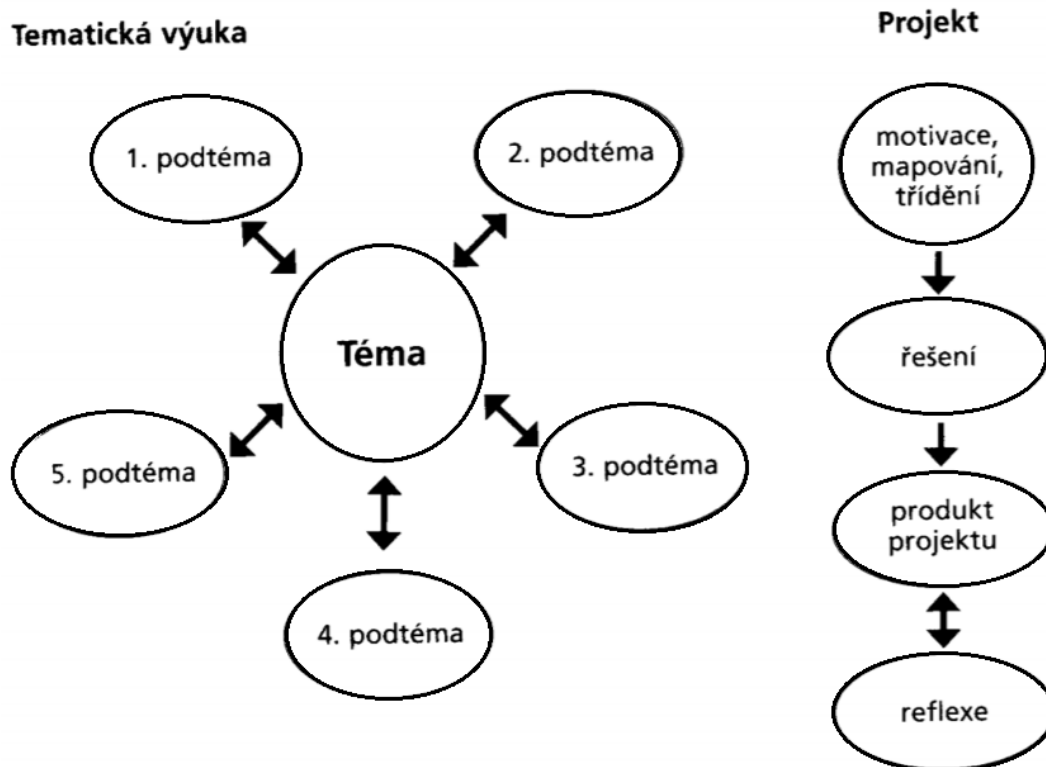 Tematická výuka
1. podtéma
2. podtéma
Téma
5. podtéma
3. podtéma
4. podtéma
Projekt
motivace,
mapování,
třídění
řešení
produkt
projektu
reflexe